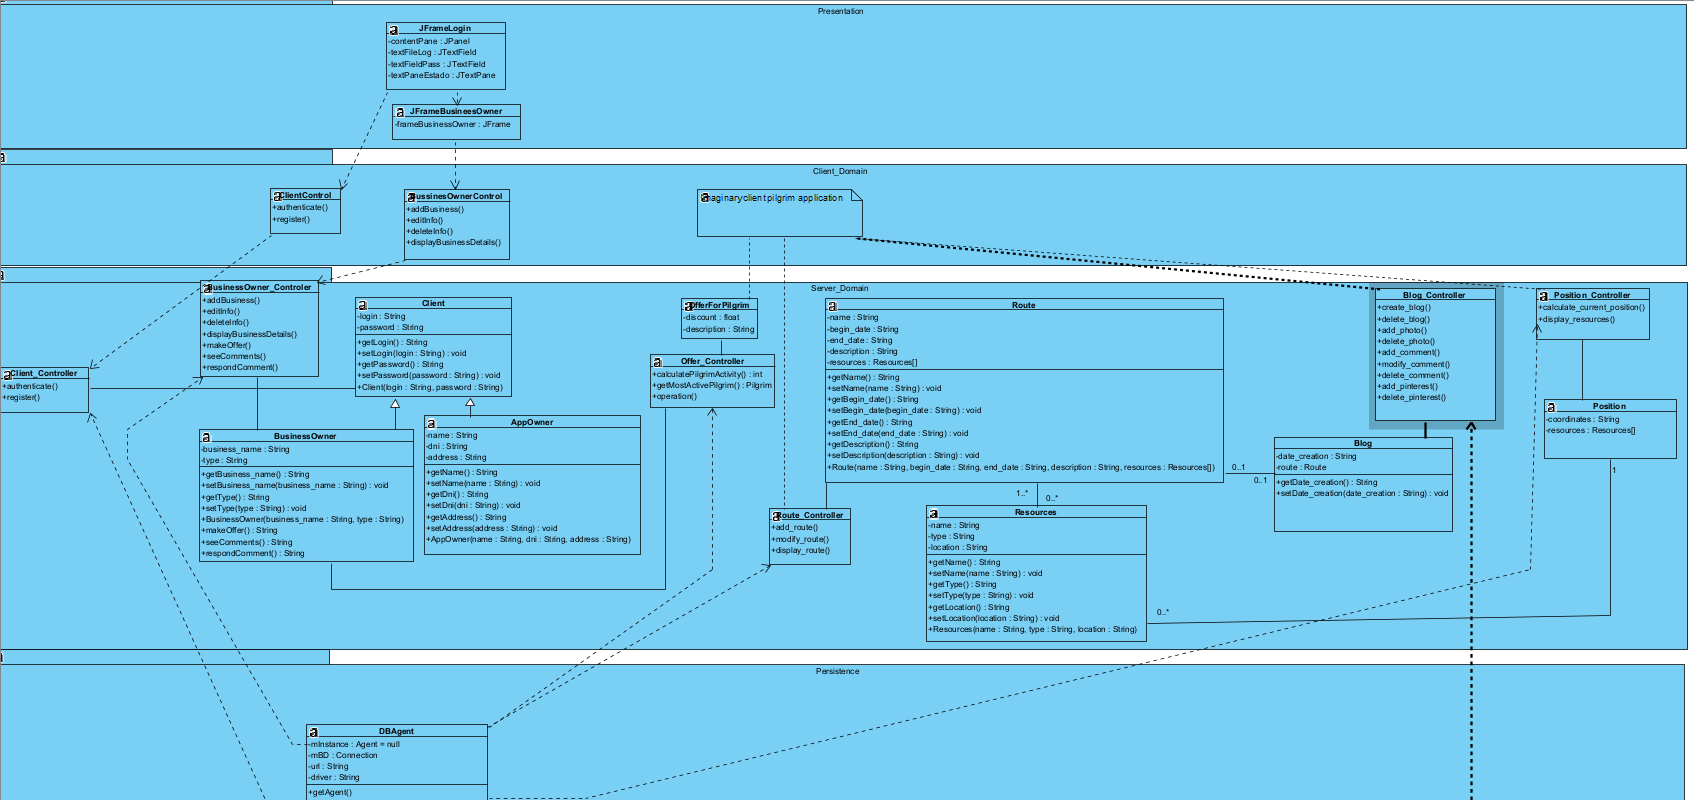 Presentation
JFrameLogin
-contentPane : JPanel
-textFileLog : JTextField
-textFieldPass : JTextField
-textPaneEstado : JTextPane
JFrameBusineesOwner
-frameBusinessOwner : JFrame
Client_Domain
ClientControl
+authenticate()
+register()
ussinesOwnerControl
+addBusiness()
+editInfo()
+deleteInfo()
+displayBusinessDetails()
aginary client pilgrim application
Server_Domain
BusinessOwner_Controler
+addBusiness()
+editInfo()
+deleteInfo()
+displayBusinessDetails()
+makeOffer()
+seeComments()
+respondComment()
Client_Controller
+authenticate()
+register()
Client
-login : String
-password : String
+getLogin() : String
+setLogin(login : String) : void
+getPassword() : String
+setPassword(password : String) : void
+Client(login : String, password : String)
BusinessOwner
-business_name : String
-type : String
+getBusiness_name() : String
+setBusiness_name(business_name : String) : void
+getType() : String
+setType(type : String) : void
+BusinessOwner(business_name : String, type : String)
+makeOffer() : String
+seeComments() : String
+respondComment() : String
AppOwner
-name : String
-dni : String
-address : String
+getName() : String
+setName(name : String) : void
+getDni() : String
+setDni(dni : String) : void
+getAddress() : String
+setAddress(address : String) : void
+AppOwner(name : String, dni : String, address : String)
OfferForPilgrim
-discount : float
-description : String
Offer_Controller
+calculatePilgrimActivity() : int
+getMostActivePilgrim() : Pilgrim
+operation()
Route
-name : String
-begin_date : String
-end_date : String
-description : String
-resources : Resources[]
+getName() : String
+setName(name : String) : void
+getBegin_date() : String
+setBegin_date(begin_date : String) : void
+getEnd_date() : String
+setEnd_date(end_date : String) : void
+getDescription() : String
+setDescription(description : String) : void
+Route(name : String, begin_date : String, end_date : String, description : String, resources : Resources[])
0..1
0..1
1..*
0..*
Route_Controller
+add_route()
+modify_route()
+display_route()
Resources
-name : String
-type : String
-location : String
+getName() : String
+setName(name : String) : void
+getType() : String
+setType(type : String) : void
+getLocation() : String
+setLocation(location : String) : void
+Resources(name : String, type : String, location : String)
0..*
Blog_Controller
+create_blog()
+delete_blog()
+add_photo()
+delete_photo()
+add_comment()
+modify_comment()
+delete_comment()
+add_pinterest()
+delete_pinterest()
Blog
-date_creation : String
-route : Route
+getDate_creation() : String
+setDate_creation(date_creation : String) : void
Position_Controller
+calculate_current_position()
+display_resources()
Position
-coordinates : String
-resources : Resources[]
1
Persistence
DBAgent
-mInstance : Agent = null
-mBD : Connection
-url : String
-driver : String
+getAgent()